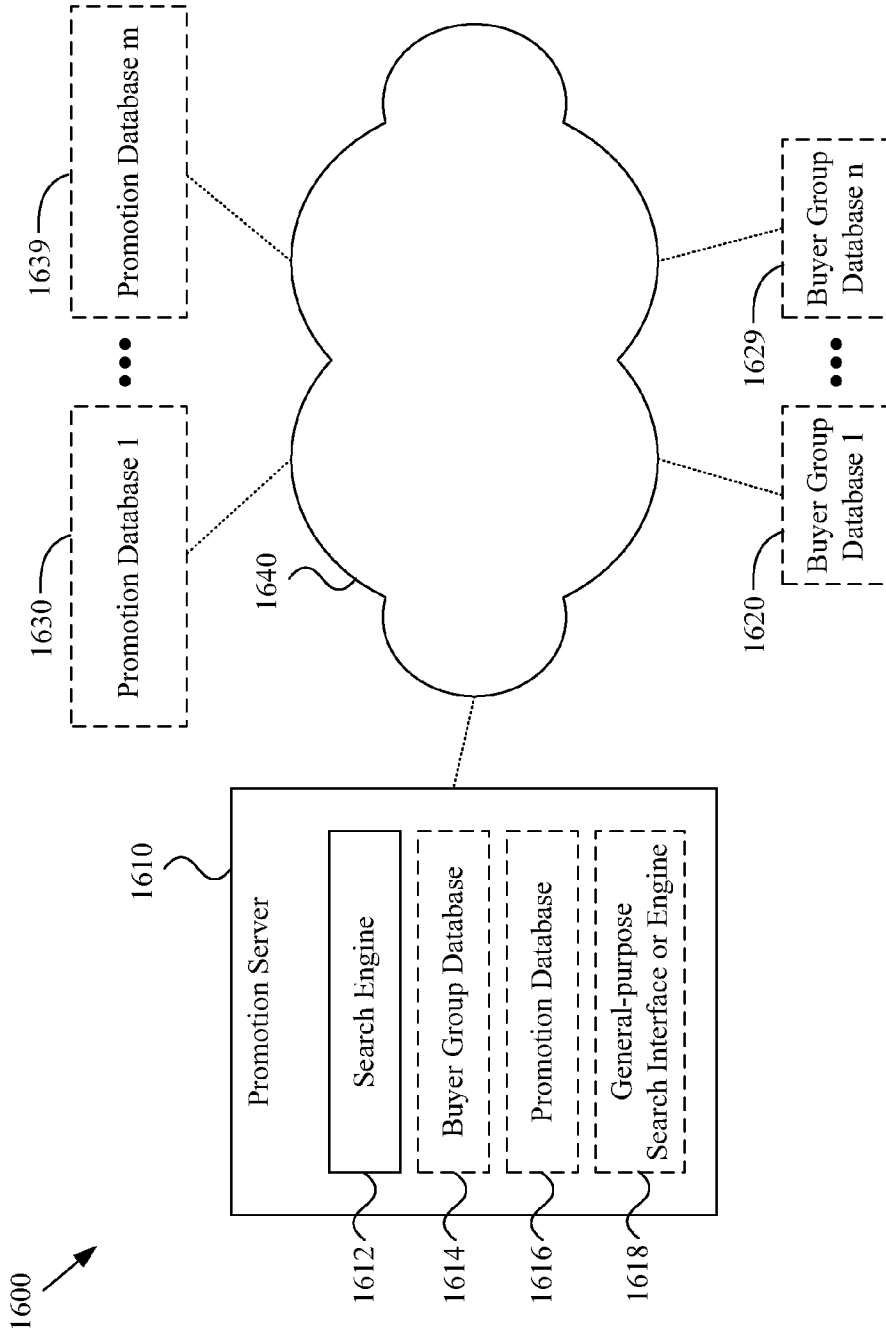 1600
1610
Promotion Server
1612
Search Engine
1614
Buyer Group Database
1616
Promotion Database
1618
General-purpose
Search Interface or Engine
1630
Promotion Database 1
1639
Promotion Database m
1640
1620
Buyer Group
Database 1
1629
Buyer Group
Database n